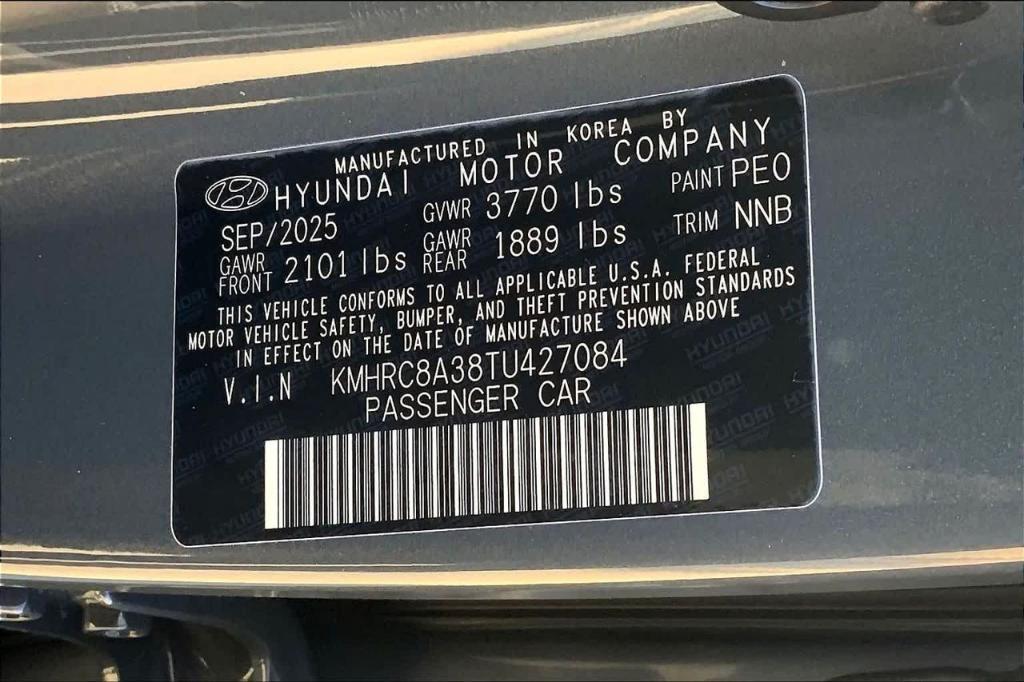 MANUFACTURED IN KOREA BY
HYUNDAI MOTOR COMPANY
SEP/2025 GVWR 3770 lbs PAINT PEO
GAWR FRONT 2101 lbs GAWR REAR 1889 lbs TRIM NNB
THIS VEHICLE CONFORMS TO ALL APPLICABLE U.S.A. FEDERAL
MOTOR VEHICLE SAFETY, BUMPER, AND THEFT PREVENTION STANDARDS
IN EFFECT ON THE DATE OF MANUFACTURE SHOWN ABOVE
V.I.N KMHRC8A38TU427084
PASSENGER CAR